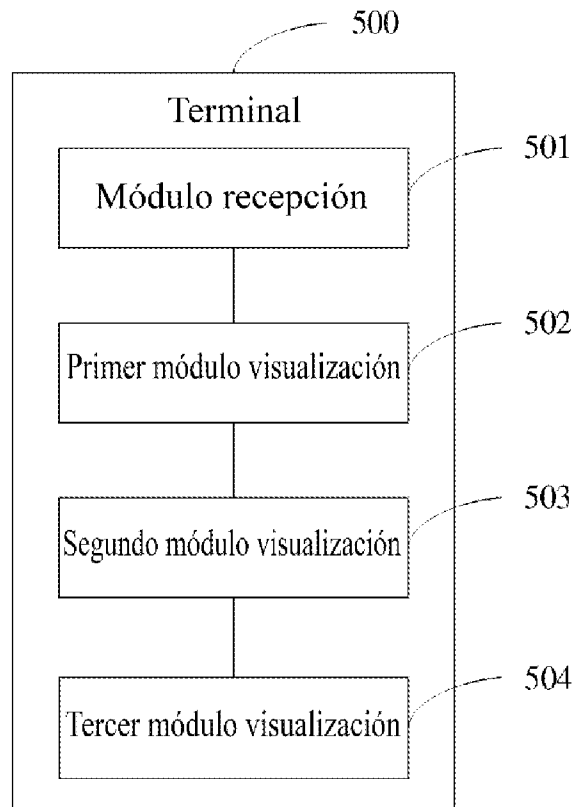 500
Terminal
501
Módulo recepción
502
Primer módulo visualización
503
Segundo módulo visualización
504
Tercer módulo visualización